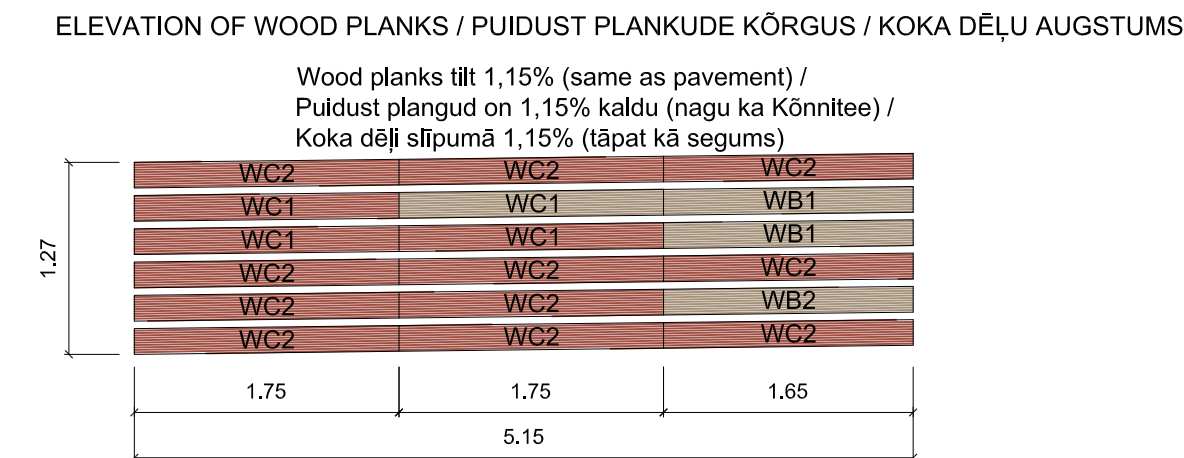 ELEVATION OF WOOD PLANKS / PUIDUST PLANKUDE KÕRGUS / KOKA DĒĻU AUGSTUMS
Wood planks tilt 1,15% (same as pavement) /
Puidust plangud on 1,15% kaldu (nagu ka Kõnnitee) /
Koka dēļi slīpumā 1,15% (tāpat kā segums)
WC2 WC2 WC2
WC1 WC1 WB1
WC1 WC1 WB1
WC2 WC2 WC2
WC2 WC2 WB2
WC2 WC2 WC2
1.27
1.75 1.75 1.65
5.15